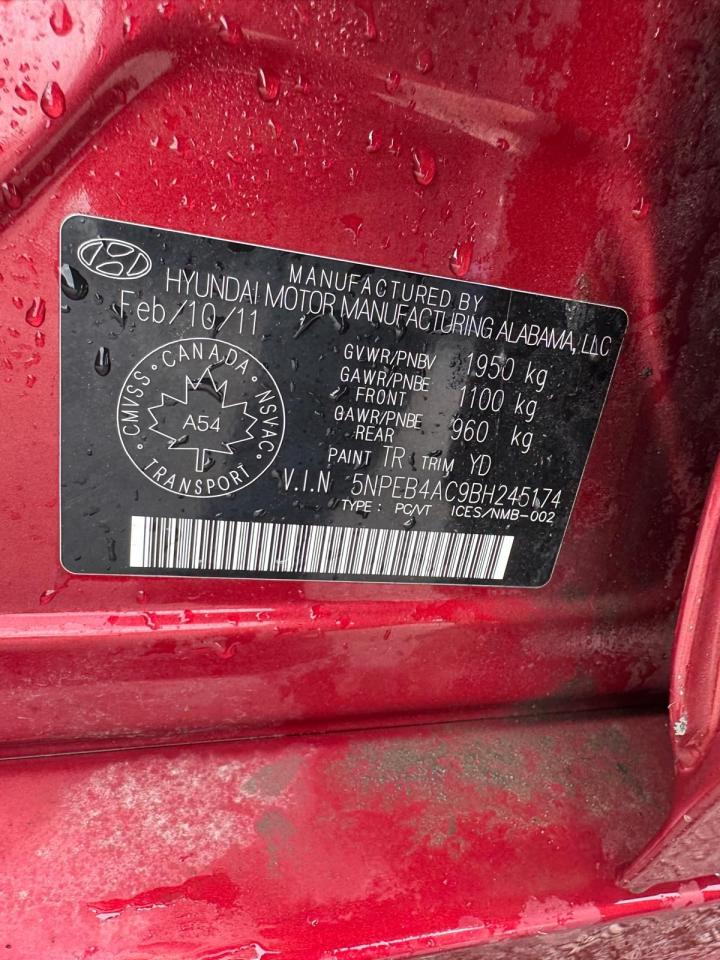 MANUFACTURED BY
HYUNDAI MOTOR MANUFACTURING ALABAMA, LLC
Feb/10/11
GVWR/PNBV 1950 kg
GAWR/PNBE FRONT 1100 kg
GAWR/PNBE REAR 960 kg
PAINT TR TRIM YD
V.I.N 5NPEB4AC9BH245174
TYPE : PC/VT ICES/NMB-002
CMVSS · CANADA · NSVAC · TRANSPORT
A54